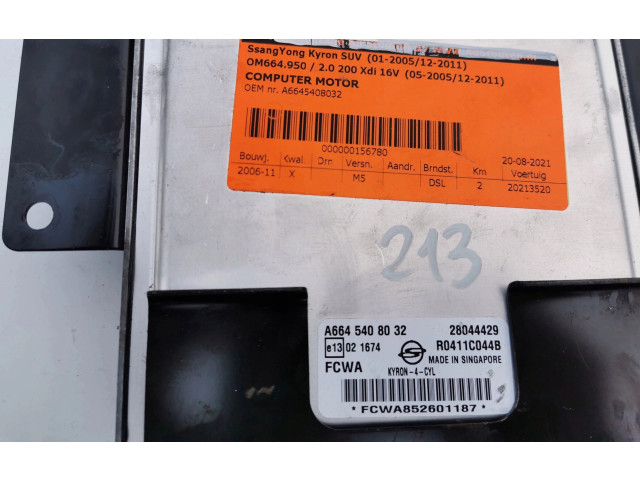 SsangYong Kyron SUV (01-2005/12-2011)
OM664.950 / 2.0 200 Xdi 16V (05-2005/12-2011)
COMPUTER MOTOR
OEM nr. A6645408032
000000156780
20-08-2021
Bouwj. Kwal. Drn Versn. Aandr. Brndst. Km Voertuig
2006-11 X M5 DSL 2 20213520
213
A664 540 80 32 28044429
e13 02 1674 R0411C044B
FCWA MADE IN SINGAPORE
KYRON-4-CYL
*FCWA852601187*